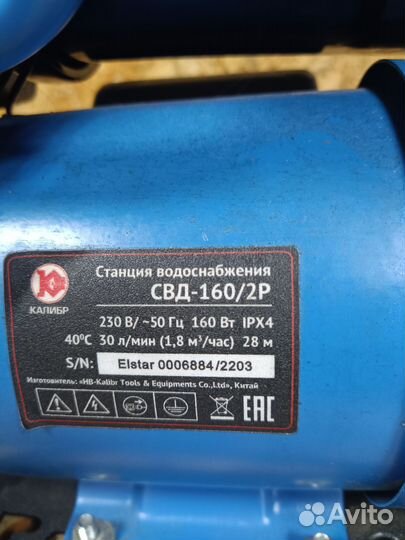 Станция водоснабжения
СВД-160/2Р
КАЛИБР
230 В/ ~50 Гц 160 Вт IPX4
40⁰С 30 л/мин (1,8 м³/час) 28 м
S/N: Elstar 0006884/2203
Изготовитель: «HB-Kalibr Tools & Equipments Co.,Ltd», Китай
EAC
Avito